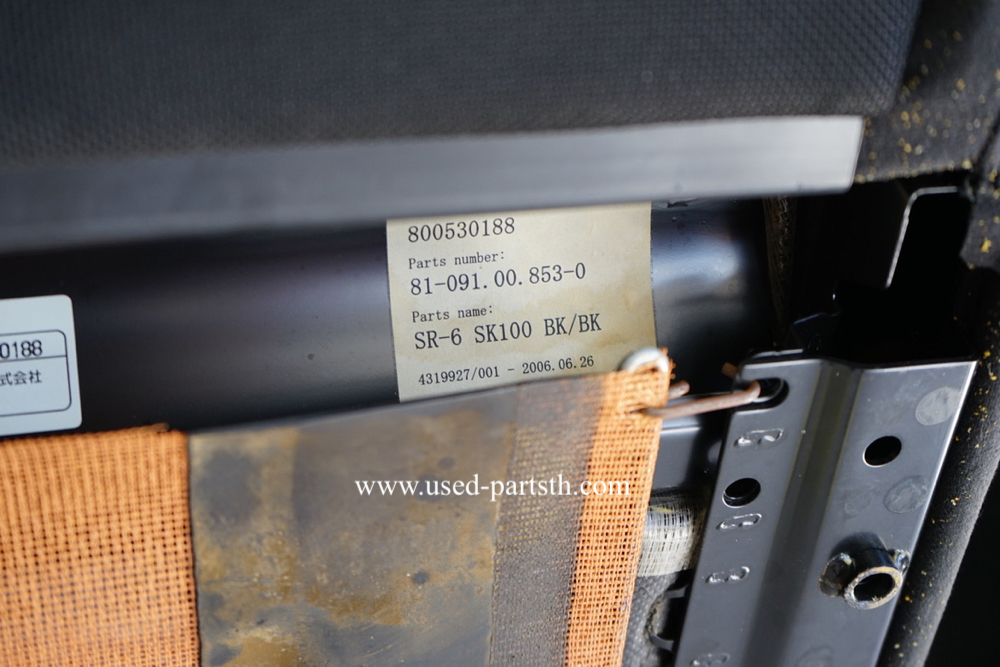 800530188
Parts number:
81-091.00.853-0
Parts name:
SR-6 SK100 BK/BK
4319927/001 - 2006.06.26
0188
式会社
www.used-partsth.com